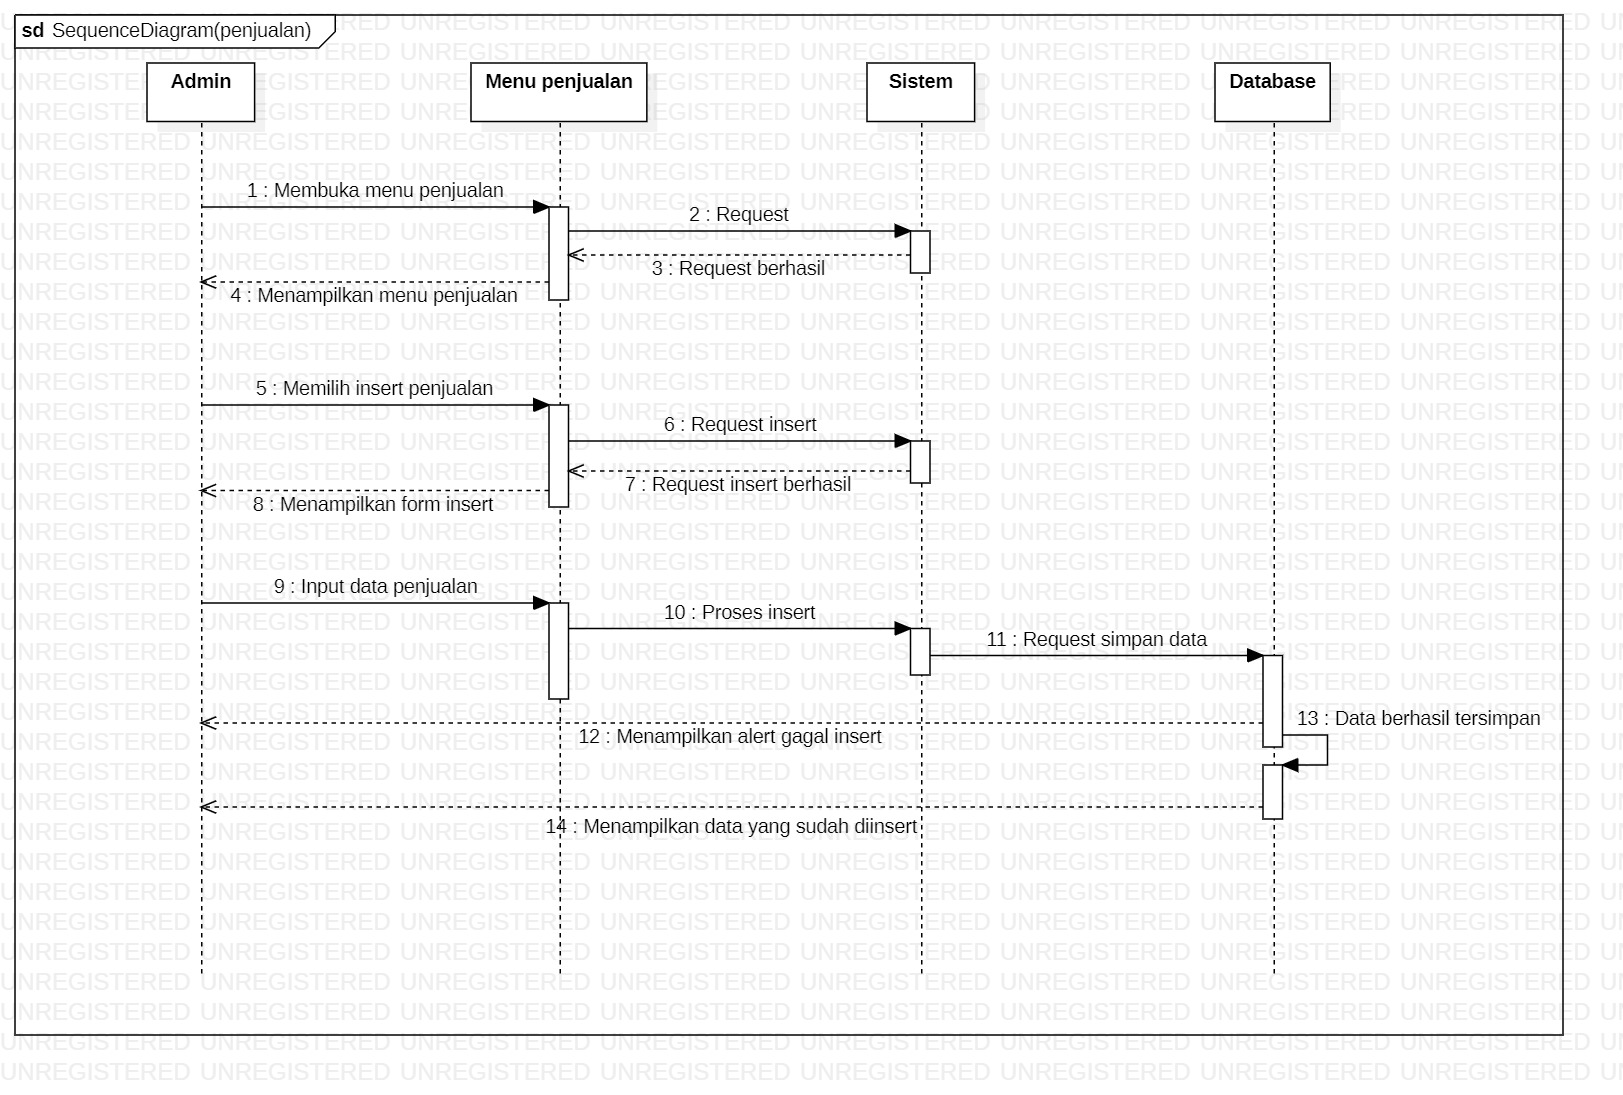 sd SequenceDiagram(penjualan)
Admin
Menu penjualan
Sistem
Database
1 : Membuka menu penjualan
2 : Request
3 : Request berhasil
4 : Menampilkan menu penjualan
5 : Memilih insert penjualan
6 : Request insert
7 : Request insert berhasil
8 : Menampilkan form insert
9 : Input data penjualan
10 : Proses insert
11 : Request simpan data
13 : Data berhasil tersimpan
12 : Menampilkan alert gagal insert
14 : Menampilkan data yang sudah diinsert
UNREGISTERED